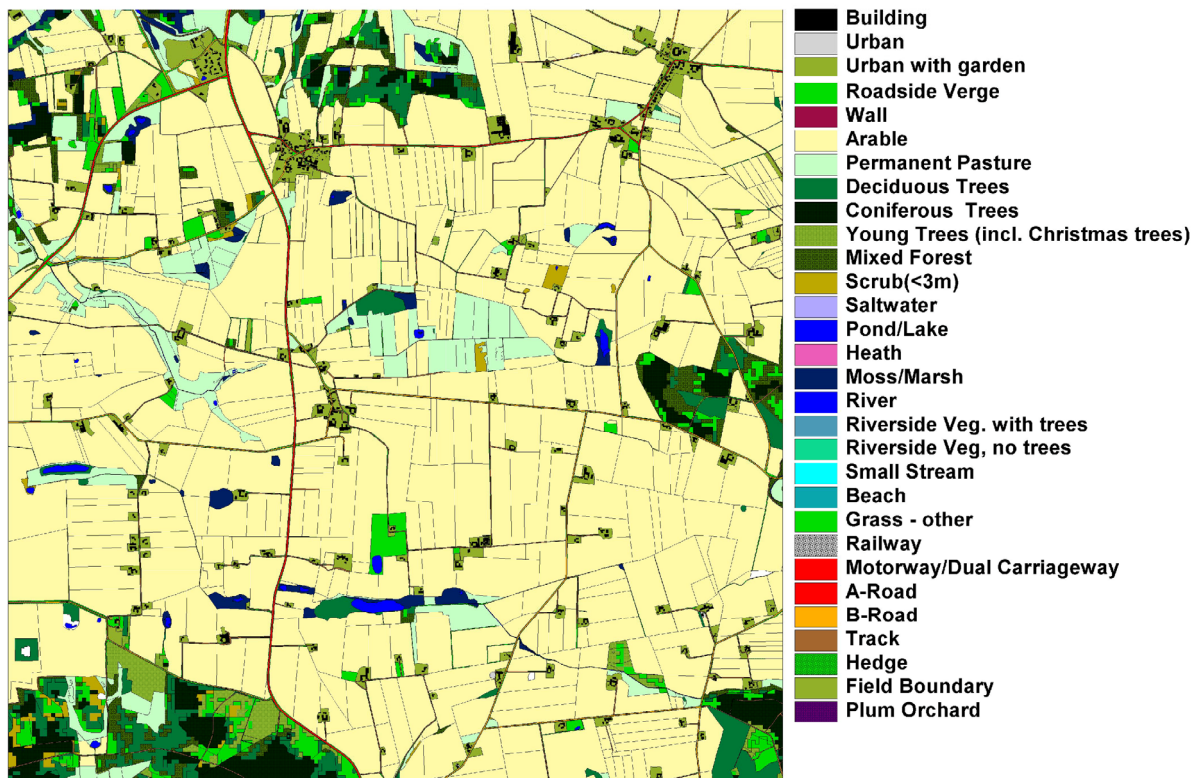 Building
Urban
Urban with garden
Roadside Verge
Wall
Arable
Permanent Pasture
Deciduous Trees
Coniferous Trees
Young Trees (incl. Christmas trees)
Mixed Forest
Scrub(<3m)
Saltwater
Pond/Lake
Heath
Moss/Marsh
River
Riverside Veg. with trees
Riverside Veg, no trees
Small Stream
Beach
Grass - other
Railway
Motorway/Dual Carriageway
A-Road
B-Road
Track
Hedge
Field Boundary
Plum Orchard